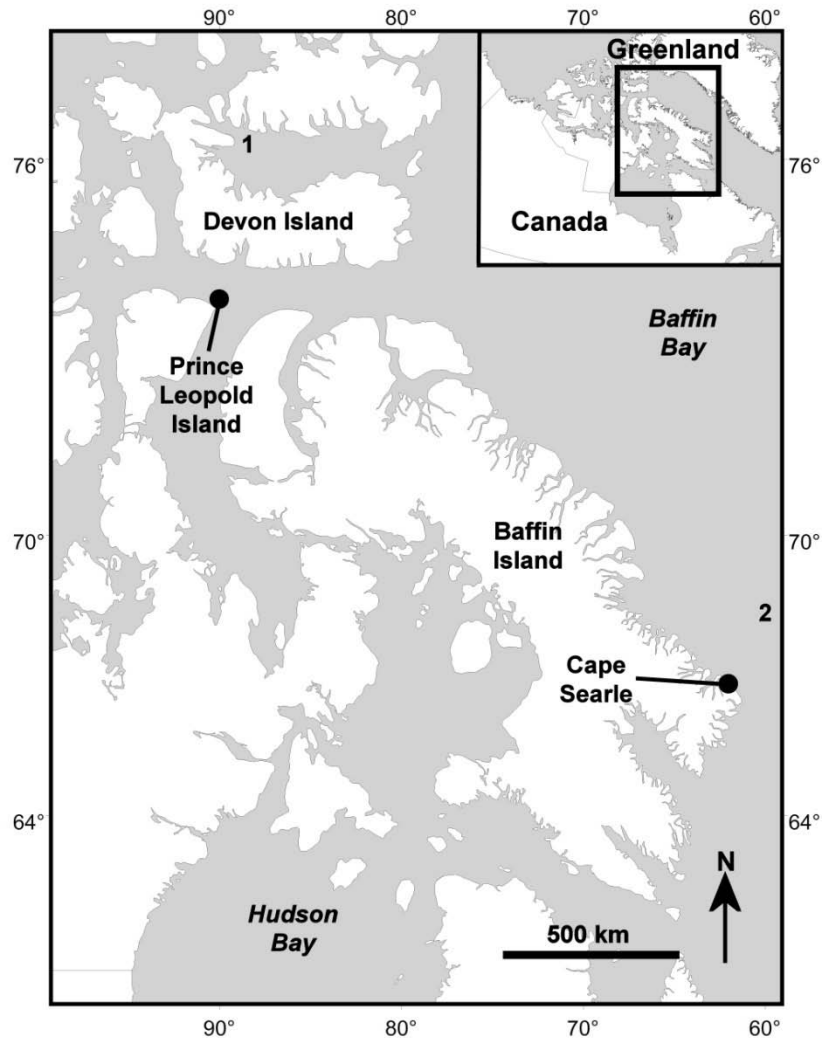 90°
80°
70°
60°
Greenland
Canada
76°
76°
1
Devon Island
Baffin
Bay
Prince
Leopold
Island
70°
70°
Baffin
Island
2
Cape
Searle
64°
64°
N
Hudson
Bay
500 km
90°
80°
70°
60°